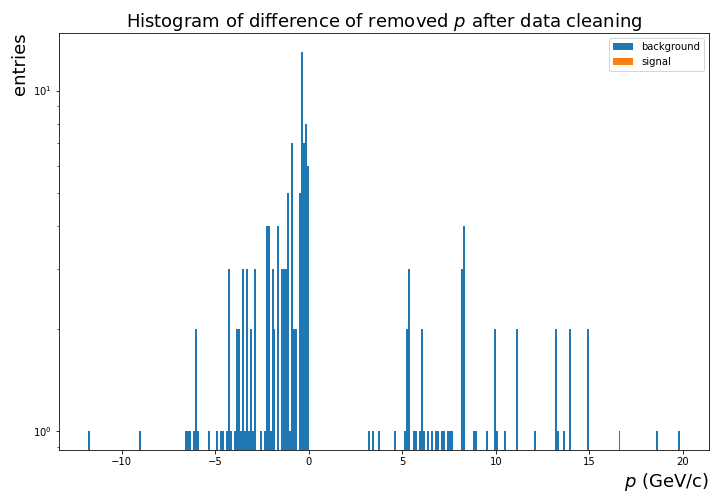 Histogram of difference of removed p after data cleaning
entries
background
signal
10¹
10⁰
−10
−5
0
5
10
15
20
p (GeV/c)